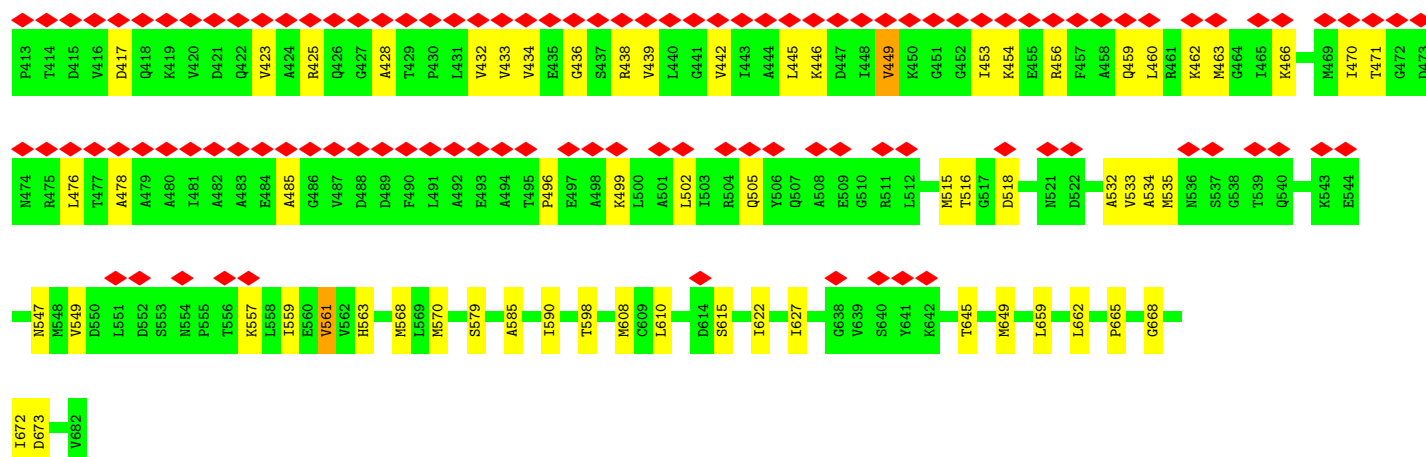 P413 T414 D415 V416 D417 Q418 K419 V420 D421 Q422 V423 A424 R425 Q426 G427 A428 T429 P430 L431 V432 V433 V434 E435 G436 S437 R438 V439 L440 G441 V442 I443 A444 L445 K446 D447 I448 V449 K450 G451 G452 I453 K454 E455 R456 F457 A458 Q459 L460 R461 K462 M463 G464 I465 K466 M469 I470 T471 G472 D473
N474 R475 L476 T477 A478 A479 A480 I481 A482 A483 E484 A485 G486 V487 D488 D489 F490 L491 A492 E493 A494 T495 P496 E497 A498 K499 L500 A501 L502 I503 R504 Q505 Y506 Q507 A508 E509 G510 R511 L512 M515 T516 G517 D518 N521 D522 A532 V533 A534 M535 N536 S537 G538 T539 Q540 K543 E544
N547 M548 V549 D550 L551 D552 S553 N554 P555 T556 K557 L558 I559 E560 V561 V562 H563 M568 L569 M570 S579 A585 I590 T598 M608 C609 L610 D614 S615 I622 I627 G638 V639 S640 Y641 K642 T645 M649 L659 L662 P665 G668
I672 D673 V682